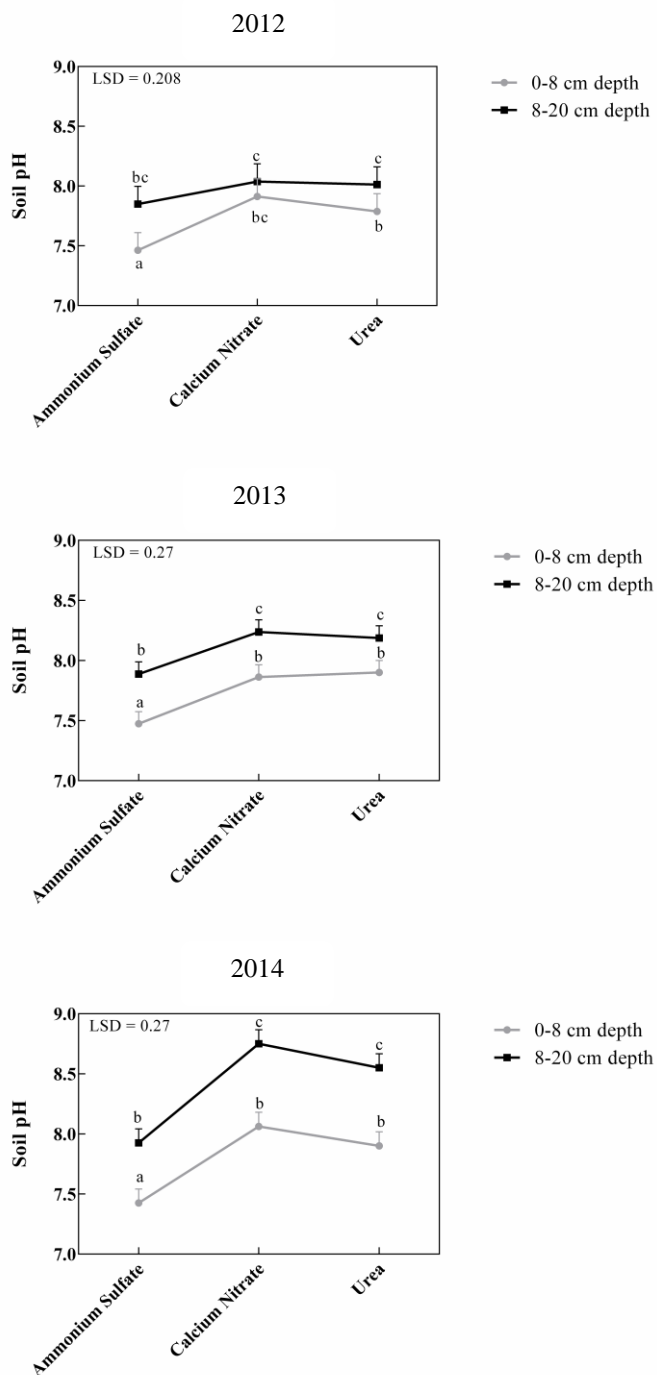 2012
9.0
LSD = 0.208
0-8 cm depth
8-20 cm depth
8.5
bc
c
c
8.0
Soil pH
bc
b
7.5
a
7.0
Ammonium Sulfate
Calcium Nitrate
Urea
2013
9.0
LSD = 0.27
0-8 cm depth
8-20 cm depth
8.5
c
c
b
b
b
8.0
Soil pH
a
7.5
7.0
Ammonium Sulfate
Calcium Nitrate
Urea
2014
9.0
LSD = 0.27
0-8 cm depth
8-20 cm depth
c
c
8.5
b
b
b
8.0
Soil pH
a
7.5
7.0
Ammonium Sulfate
Calcium Nitrate
Urea